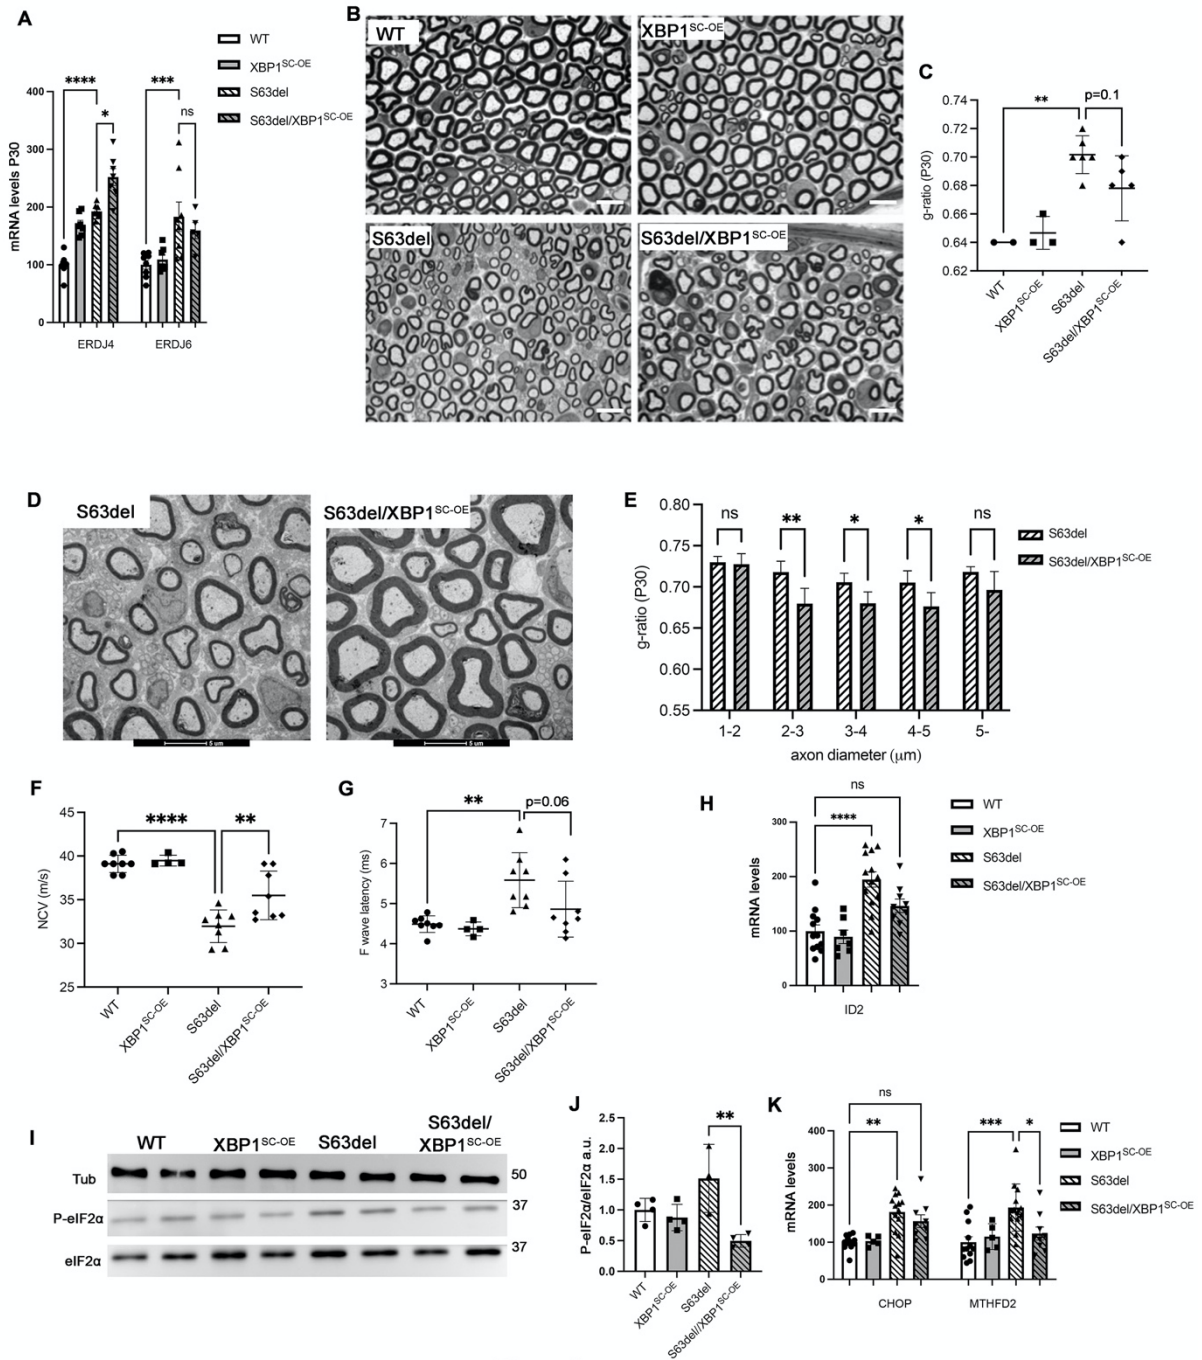 A
WT
XBP1SC-OE
S63del
S63del/XBP1SC-OE
mRNA levels P30
400
300
200
100
0
****
*
***
ns
ERDJ4
ERDJ6
B
WT
XBP1SC-OE
S63del
S63del/XBP1SC-OE
C
g-ratio (P30)
0.74
0.72
0.70
0.68
0.66
0.64
0.62
**
p=0.1
WT
XBP1SC-OE
S63del
S63del/XBP1SC-OE
D
S63del
S63del/XBP1SC-OE
5 um
5 um
E
g-ratio (P30)
0.80
0.75
0.70
0.65
0.60
0.55
ns
**
*
*
ns
1-2
2-3
3-4
4-5
5-
axon diameter (μm)
S63del
S63del/XBP1SC-OE
F
NCV (m/s)
45
40
35
30
25
****
**
WT
XBP1SC-OE
S63del
S63del/XBP1SC-OE
G
F wave latency (ms)
7
6
5
4
3
**
p=0.06
WT
XBP1SC-OE
S63del
S63del/XBP1SC-OE
H
mRNA levels
300
200
100
0
ns
****
ID2
WT
XBP1SC-OE
S63del
S63del/XBP1SC-OE
I
WT
XBP1SC-OE
S63del
S63del/
XBP1SC-OE
Tub
50
P-eIF2α
37
eIF2α
37
J
P-eIF2α/eIF2α a.u.
2.5
2.0
1.5
1.0
0.5
0.0
**
WT
XBP1SC-OE
S63del
S63del//XBP1SC-OE
K
mRNA levels
400
300
200
100
0
ns
**
***
*
CHOP
MTHFD2
WT
XBP1SC-OE
S63del
S63del/XBP1SC-OE